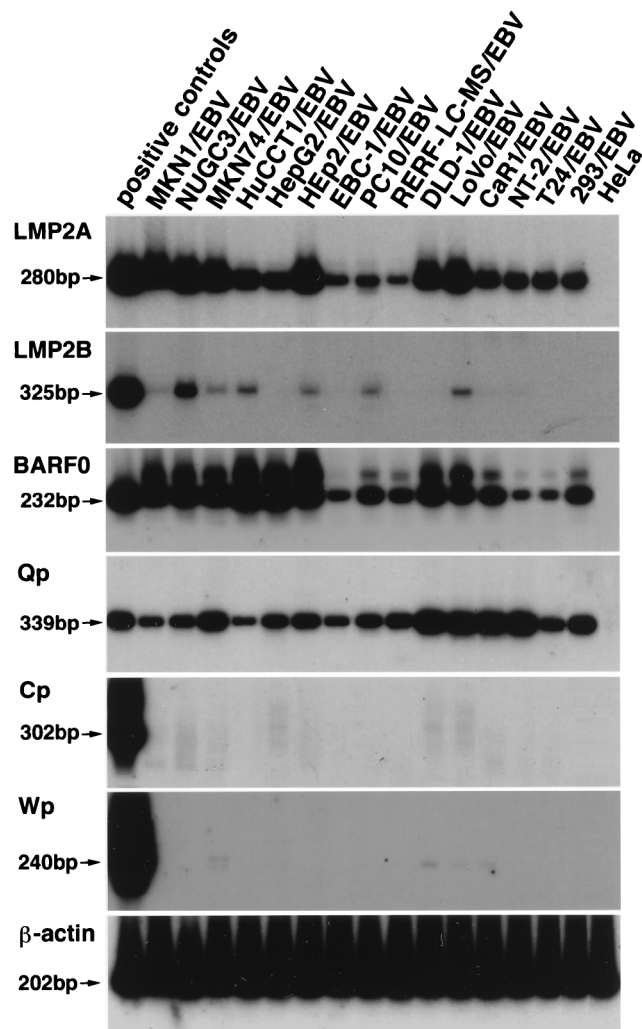 positive controls
MKN1/EBV
NUGC3/EBV
MKN74/EBV
HuCCT1/EBV
HepG2/EBV
HEp2/EBV
EBC-1/EBV
PC10/EBV
RERF-LC-MS/EBV
DLD-1/EBV
LoVo/EBV
CaR1/EBV
NT-2/EBV
T24/EBV
293/EBV
HeLa
LMP2A
280bp→
LMP2B
325bp→
BARF0
232bp→
Qp
339bp→
Cp
302bp→
Wp
240bp→
β-actin
202bp→